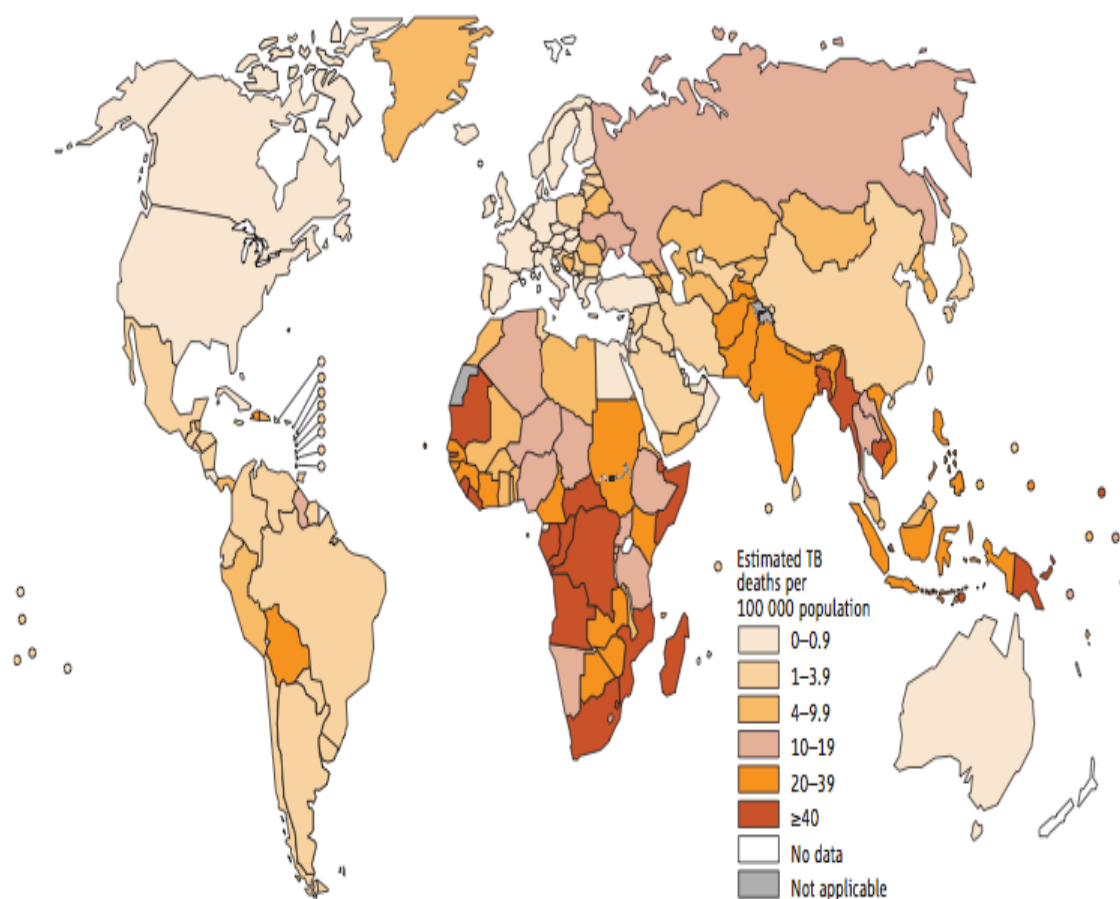 Estimated TB
deaths per
100 000 population
0–0.9
1–3.9
4–9.9
10–19
20–39
≥40
No data
Not applicable